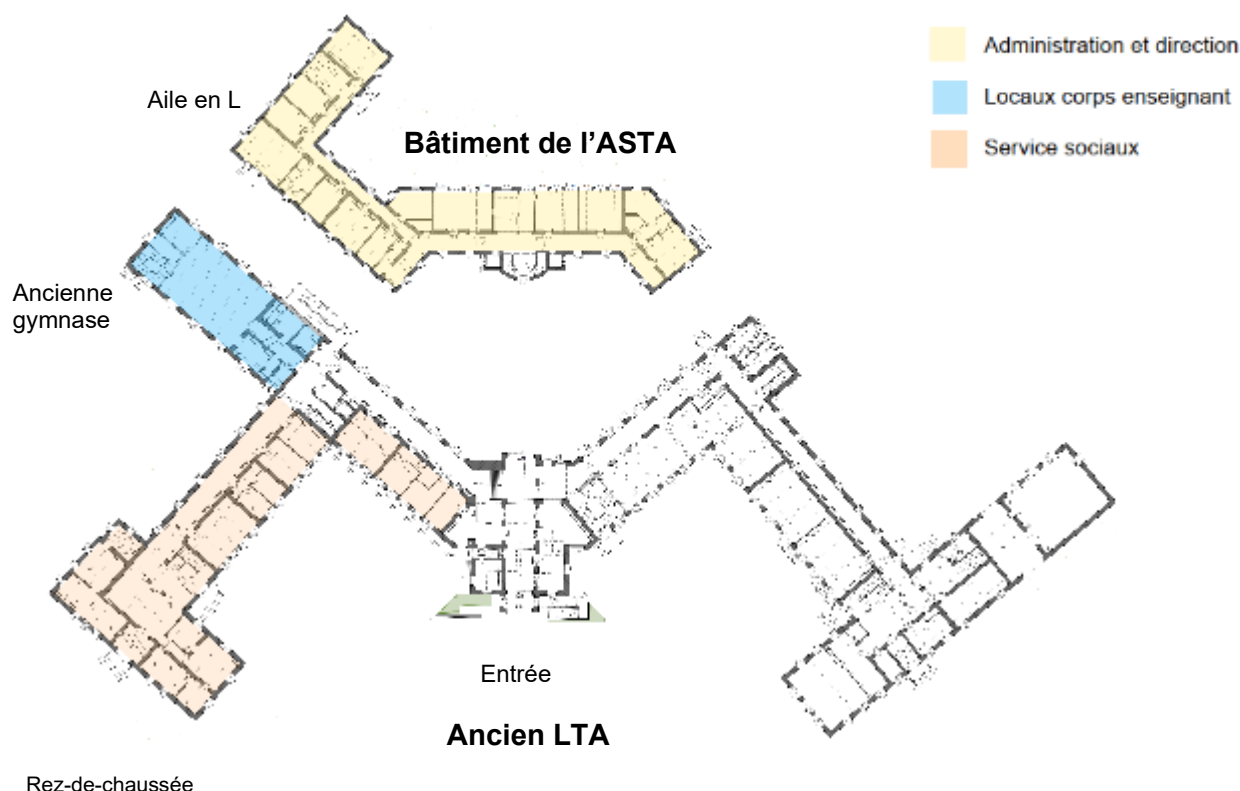 Administration et direction
Locaux corps enseignant
Service sociaux
Aile en L
Bâtiment de l'ASTA
Ancienne
gymnase
Entrée
Ancien LTA
Rez-de-chaussée